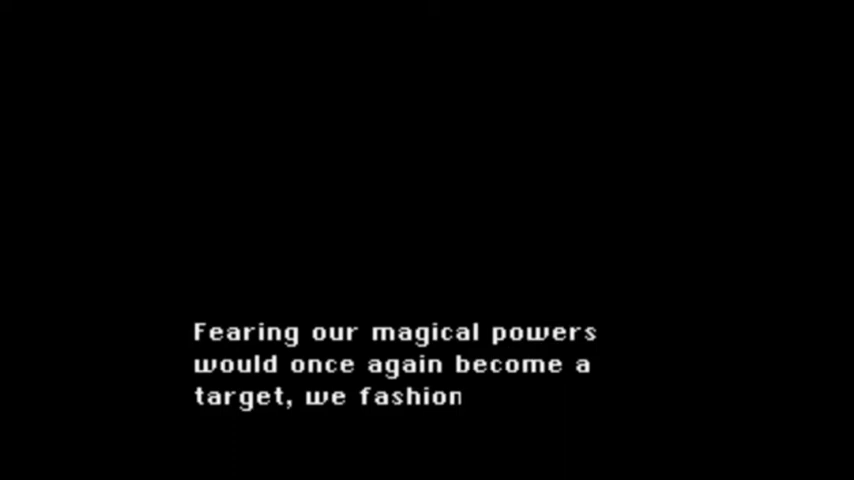 Fearing our magical powers
would once again become a
target, we fashion